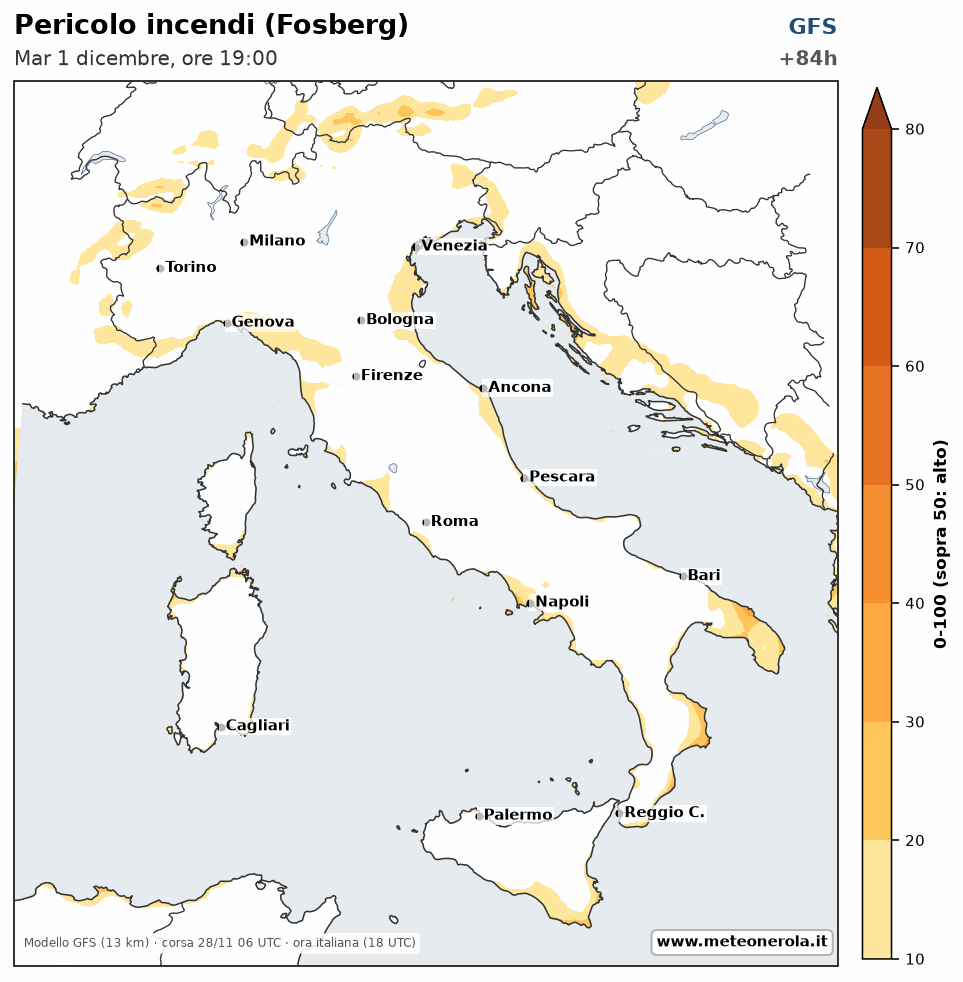 Pericolo incendi (Fosberg)
GFS
Mar 1 dicembre, ore 19:00
+84h
80
70
60
50
40
30
20
10
0-100 (sopra 50: alto)
Milano
Venezia
Torino
Genova
Bologna
Firenze
Ancona
Pescara
Roma
Bari
Napoli
Cagliari
Palermo
Reggio C.
Modello GFS (13 km) · corsa 28/11 06 UTC · ora italiana (18 UTC)
www.meteonerola.it